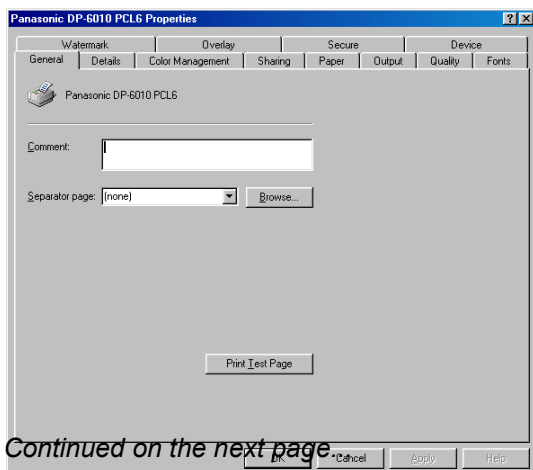 Panasonic DP-6010 PCL6 Properties
Watermark Overlay Secure Device
General Details Color Management Sharing Paper Output Quality Fonts
Panasonic DP-6010 PCL6
Comment:
Separator page: (none) Browse...
Print Test Page
Continued on the next page...
OK Cancel Apply Help